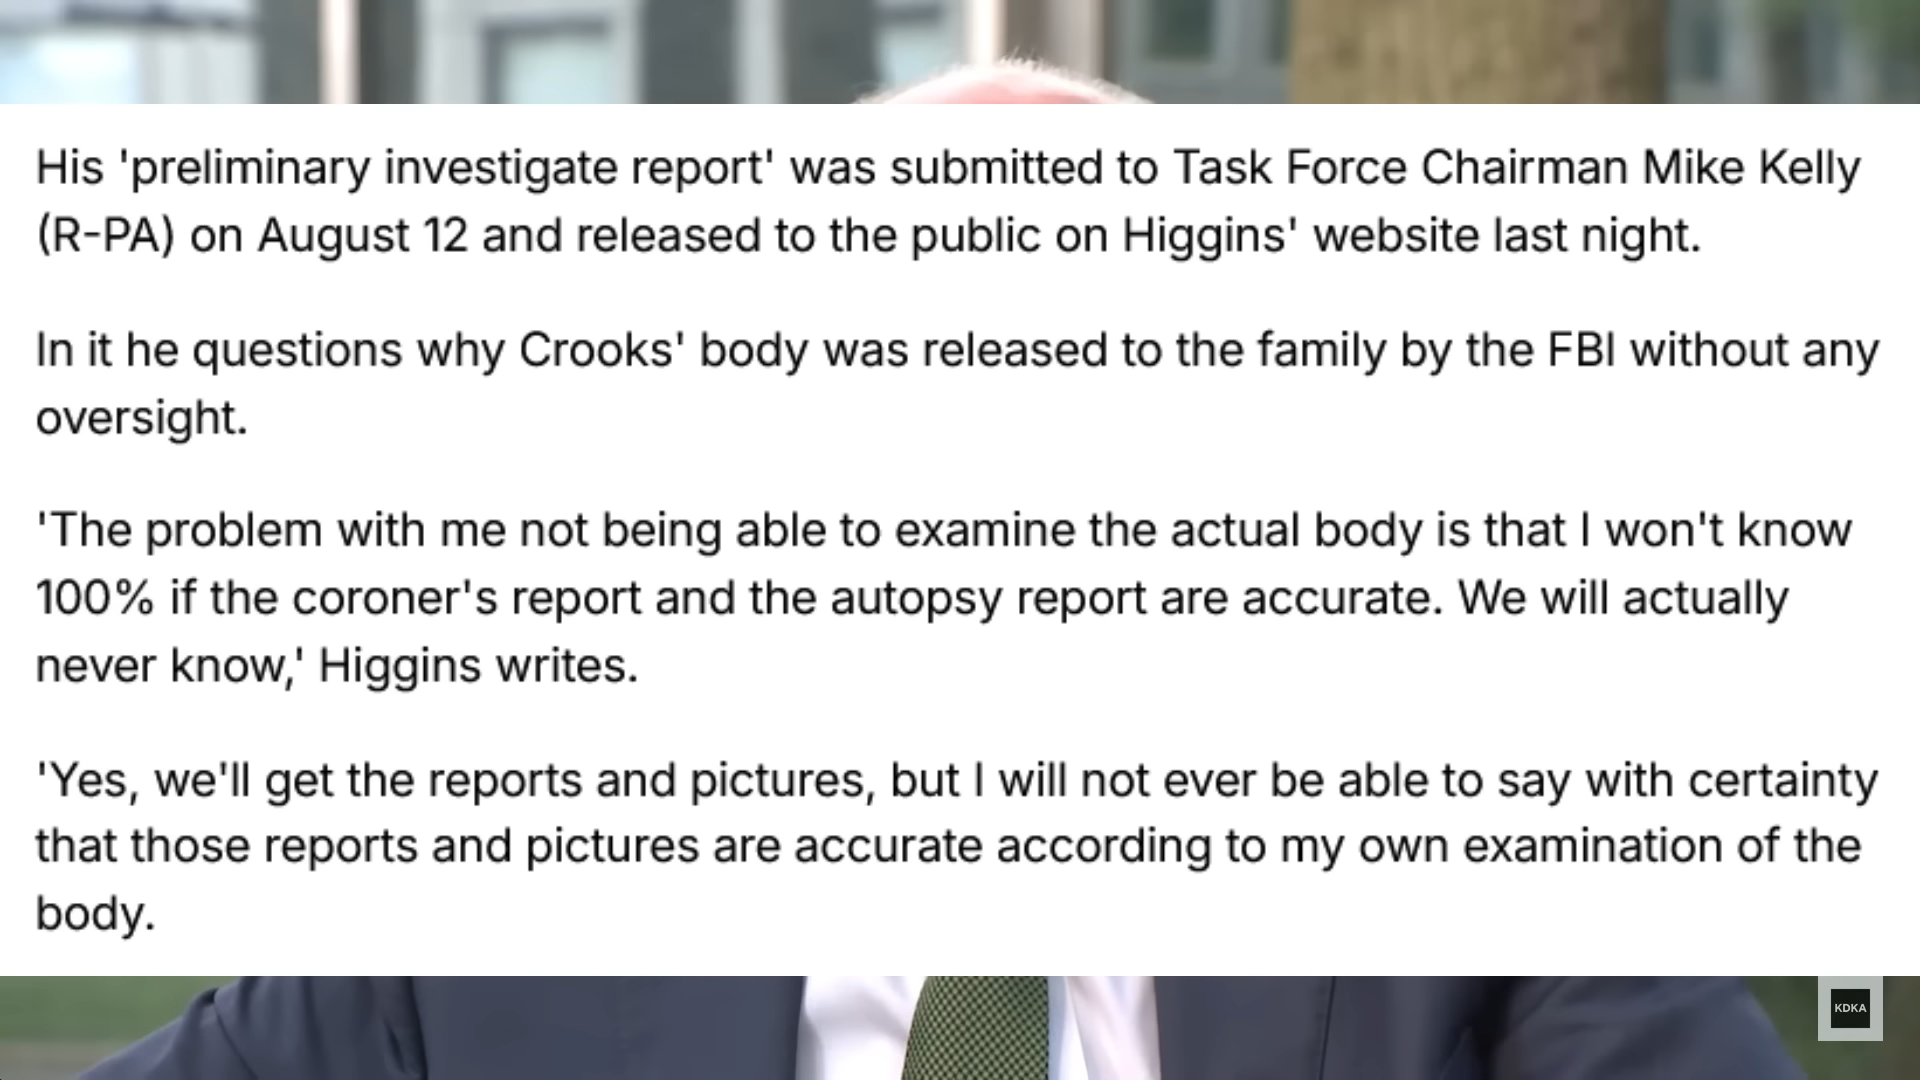 His 'preliminary investigate report' was submitted to Task Force Chairman Mike Kelly
(R-PA) on August 12 and released to the public on Higgins' website last night.
In it he questions why Crooks' body was released to the family by the FBI without any
oversight.
'The problem with me not being able to examine the actual body is that I won't know
100% if the coroner's report and the autopsy report are accurate. We will actually
never know,' Higgins writes.
'Yes, we'll get the reports and pictures, but I will not ever be able to say with certainty
that those reports and pictures are accurate according to my own examination of the
body.
KDKA